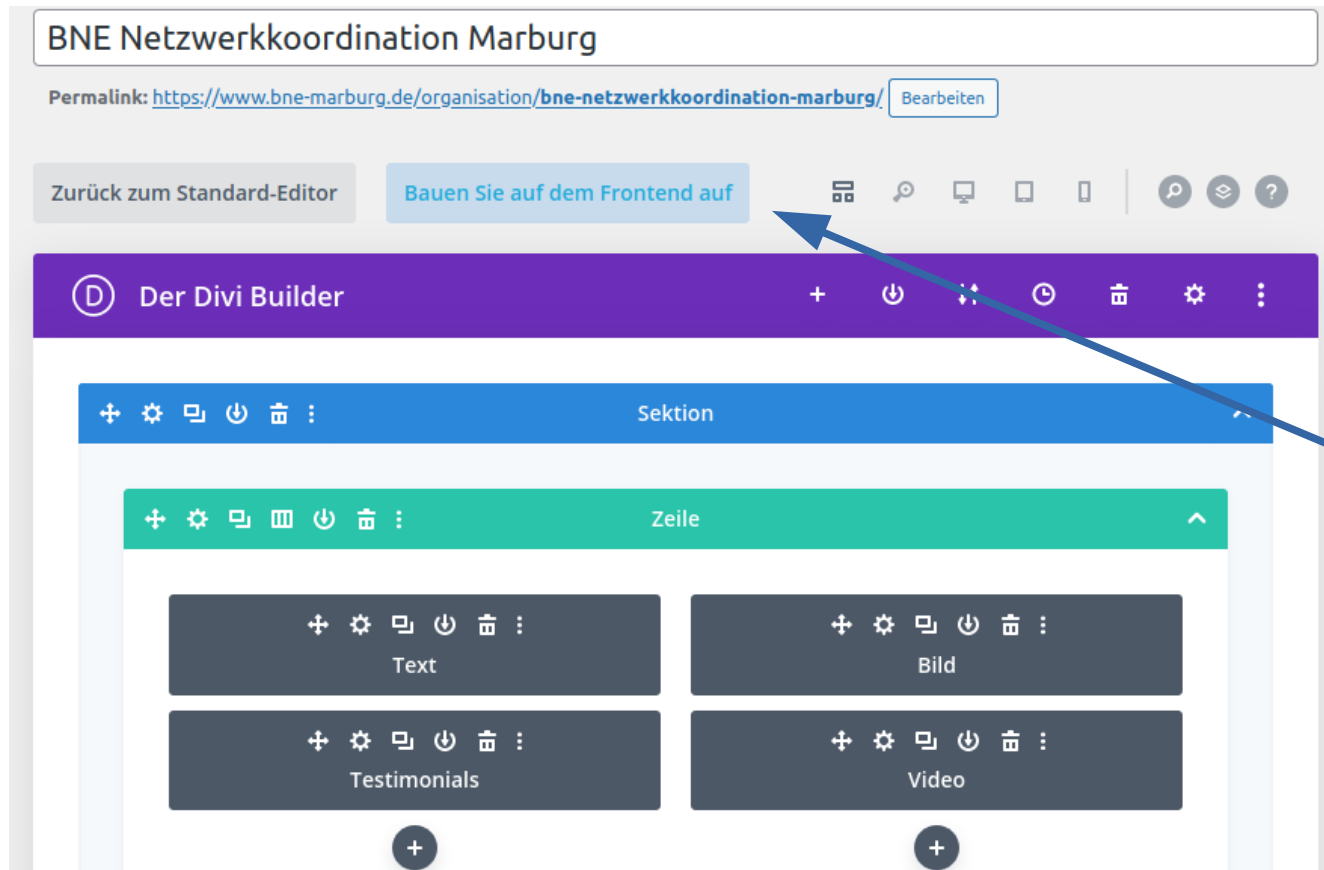 BNE Netzwerkkoordination Marburg
Permalink: https://www.bne-marburg.de/organisation/bne-netzwerkkoordination-marburg/ Bearbeiten
Zurück zum Standard-Editor Bauen Sie auf dem Frontend auf
D Der Divi Builder
Sektion
Zeile
Text Bild
Testimonials Video